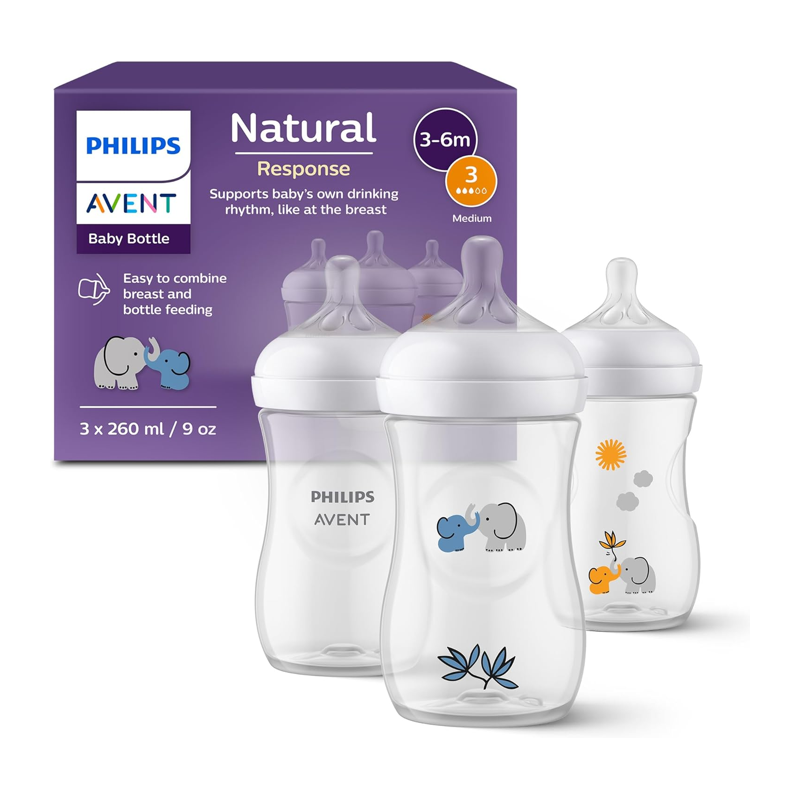 PHILIPS
AVENT
Baby Bottle
Natural
Response
Supports baby's own drinking
rhythm, like at the breast
3-6m
3
Medium
Easy to combine
breast and
bottle feeding
3 x 260 ml / 9 oz
PHILIPS
AVENT